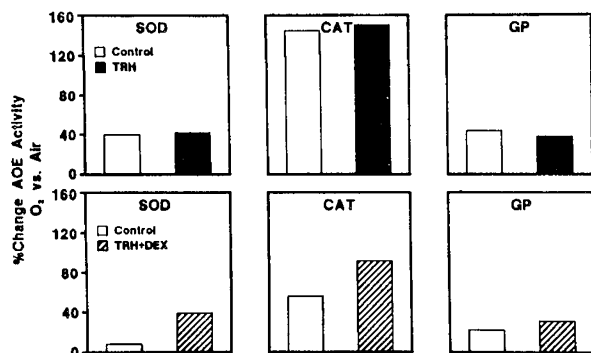 %Change AOE Activity
O₂ vs. Air
160
120
80
40
0
SOD
Control
TRH
CAT
GP
160
120
80
40
0
SOD
Control
TRH+DEX
CAT
GP